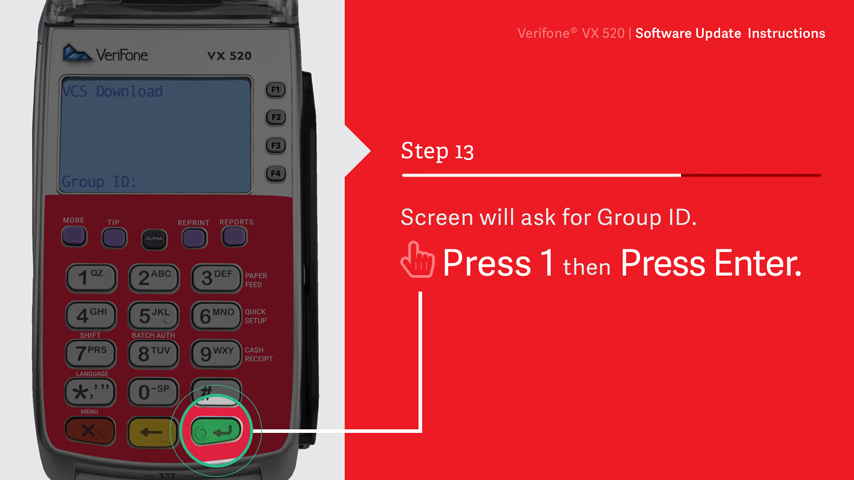 Verifone® VX 520 | Software Update Instructions
VeriFone VX 520
VCS Download
Group ID:
F1
F2
F3
F4
MORE TIP ALPHA REPRINT REPORTS
1 QZ. 2 ABC 3 DEF PAPER FEED
4 GHI 5 JKL 6 MNO QUICK SETUP
SHIFT BATCH AUTH
7 PRS 8 TUV 9 WXY CASH RECEIPT
LANGUAGE
*,'" 0 -SP #
MENU
Step 13
Screen will ask for Group ID.
Press 1 then Press Enter.